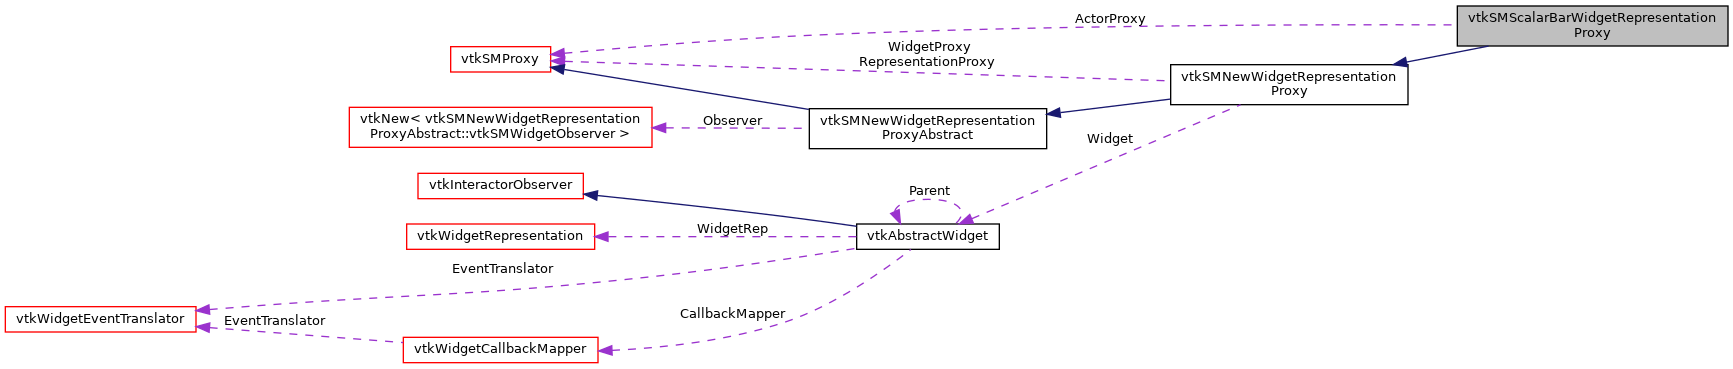 ActorProxy
vtkSMScalarBarWidgetRepresentation
Proxy
WidgetProxy
RepresentationProxy
vtkSMProxy
vtkSMNewWidgetRepresentation
Proxy
vtkNew< vtkSMNewWidgetRepresentation
ProxyAbstract::vtkSMWidgetObserver >
Observer
vtkSMNewWidgetRepresentation
ProxyAbstract
Widget
vtkInteractorObserver
Parent
vtkWidgetRepresentation
WidgetRep
vtkAbstractWidget
EventTranslator
vtkWidgetEventTranslator
EventTranslator
CallbackMapper
vtkWidgetCallbackMapper